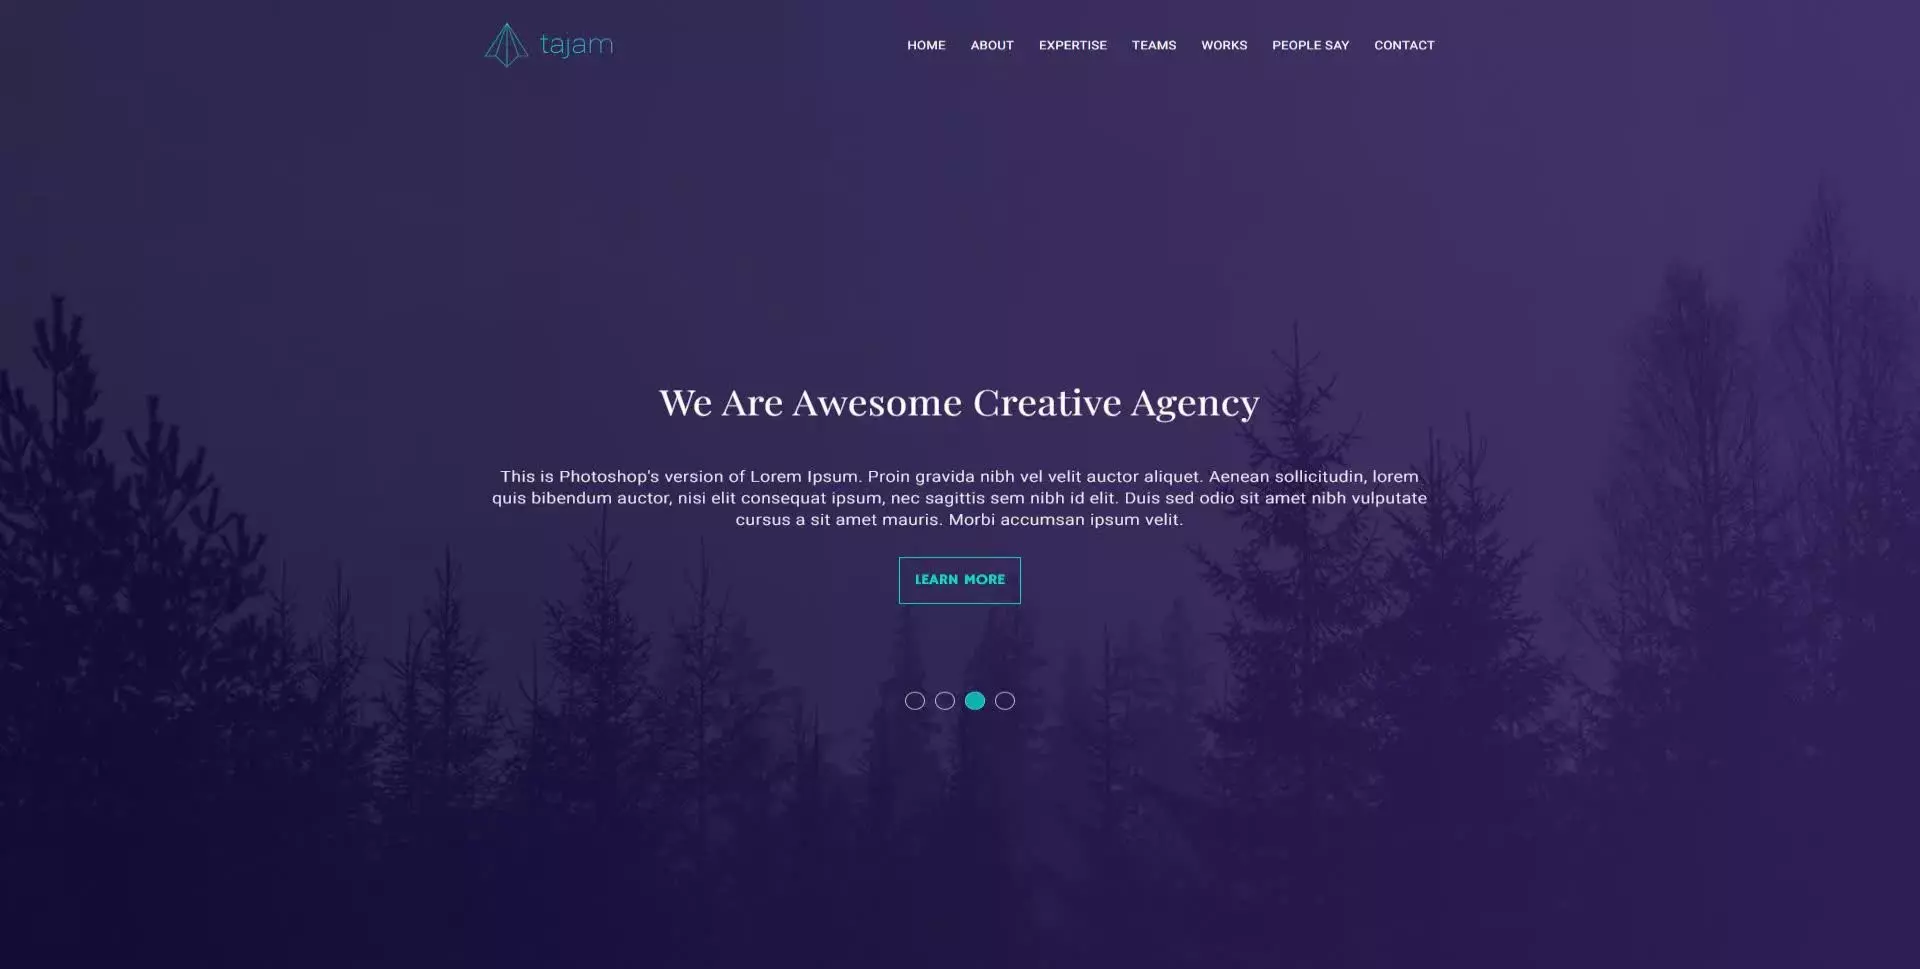 tajam
HOME ABOUT EXPERTISE TEAMS WORKS PEOPLE SAY CONTACT
We Are Awesome Creative Agency
This is Photoshop's version of Lorem Ipsum. Proin gravida nibh vel velit auctor aliquet. Aenean sollicitudin, lorem
quis bibendum auctor, nisi elit consequat ipsum, nec sagittis sem nibh id elit. Duis sed odio sit amet nibh vulputate
cursus a sit amet mauris. Morbi accumsan ipsum velit.
LEARN MORE